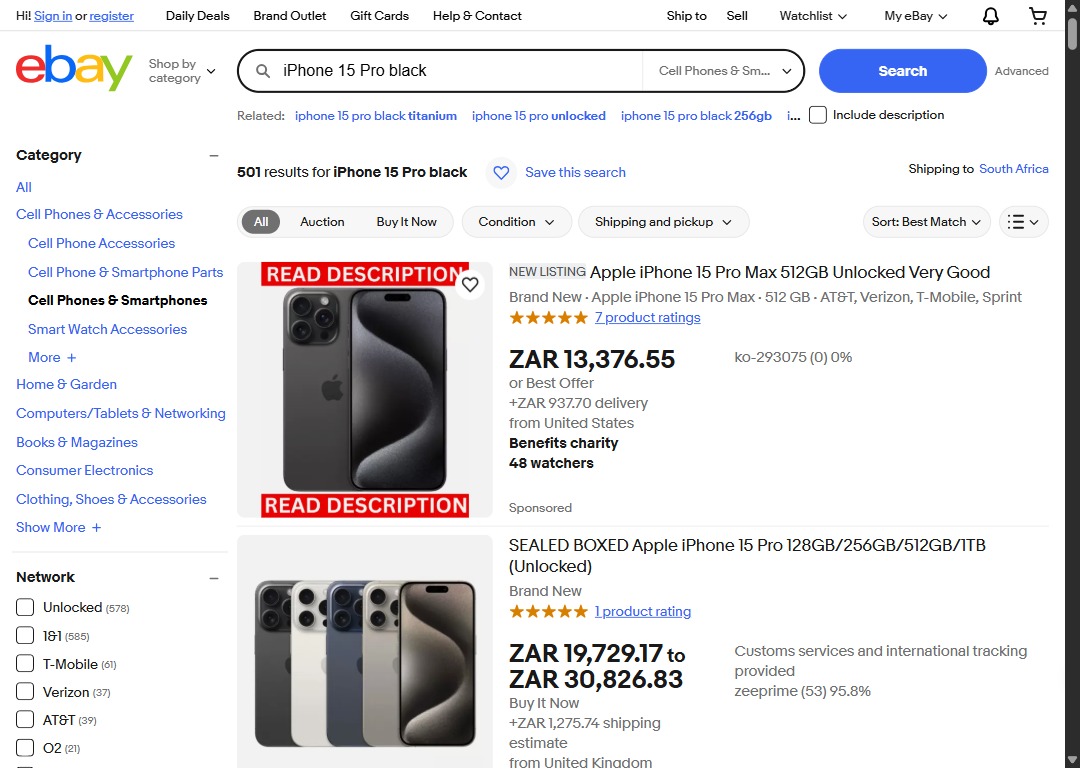 Hi! Sign in or register Daily Deals Brand Outlet Gift Cards Help & Contact Ship to Sell Watchlist My eBay
ebay
Shop by category
iPhone 15 Pro black
Cell Phones & Sm...
Search
Advanced
Related: iphone 15 pro black titanium iphone 15 pro unlocked iphone 15 pro black 256gb i... Include description
Category
All
Cell Phones & Accessories
Cell Phone Accessories
Cell Phone & Smartphone Parts
Cell Phones & Smartphones
Smart Watch Accessories
More +
Home & Garden
Computers/Tablets & Networking
Books & Magazines
Consumer Electronics
Clothing, Shoes & Accessories
Show More +
Network
Unlocked (578)
1&1 (585)
T-Mobile (61)
Verizon (37)
AT&T (39)
O2 (21)
501 results for iPhone 15 Pro black
Save this search
Shipping to South Africa
All Auction Buy It Now Condition Shipping and pickup Sort: Best Match
READ DESCRIPTION
READ DESCRIPTION
NEW LISTING Apple iPhone 15 Pro Max 512GB Unlocked Very Good
Brand New · Apple iPhone 15 Pro Max · 512 GB · AT&T, Verizon, T-Mobile, Sprint
7 product ratings
ZAR 13,376.55
or Best Offer
+ZAR 937.70 delivery
from United States
Benefits charity
48 watchers
ko-293075 (0) 0%
Sponsored
SEALED BOXED Apple iPhone 15 Pro 128GB/256GB/512GB/1TB
(Unlocked)
Brand New
1 product rating
ZAR 19,729.17 to
ZAR 30,826.83
Buy It Now
+ZAR 1,275.74 shipping
estimate
from United Kingdom
Customs services and international tracking
provided
zeeprime (53) 95.8%